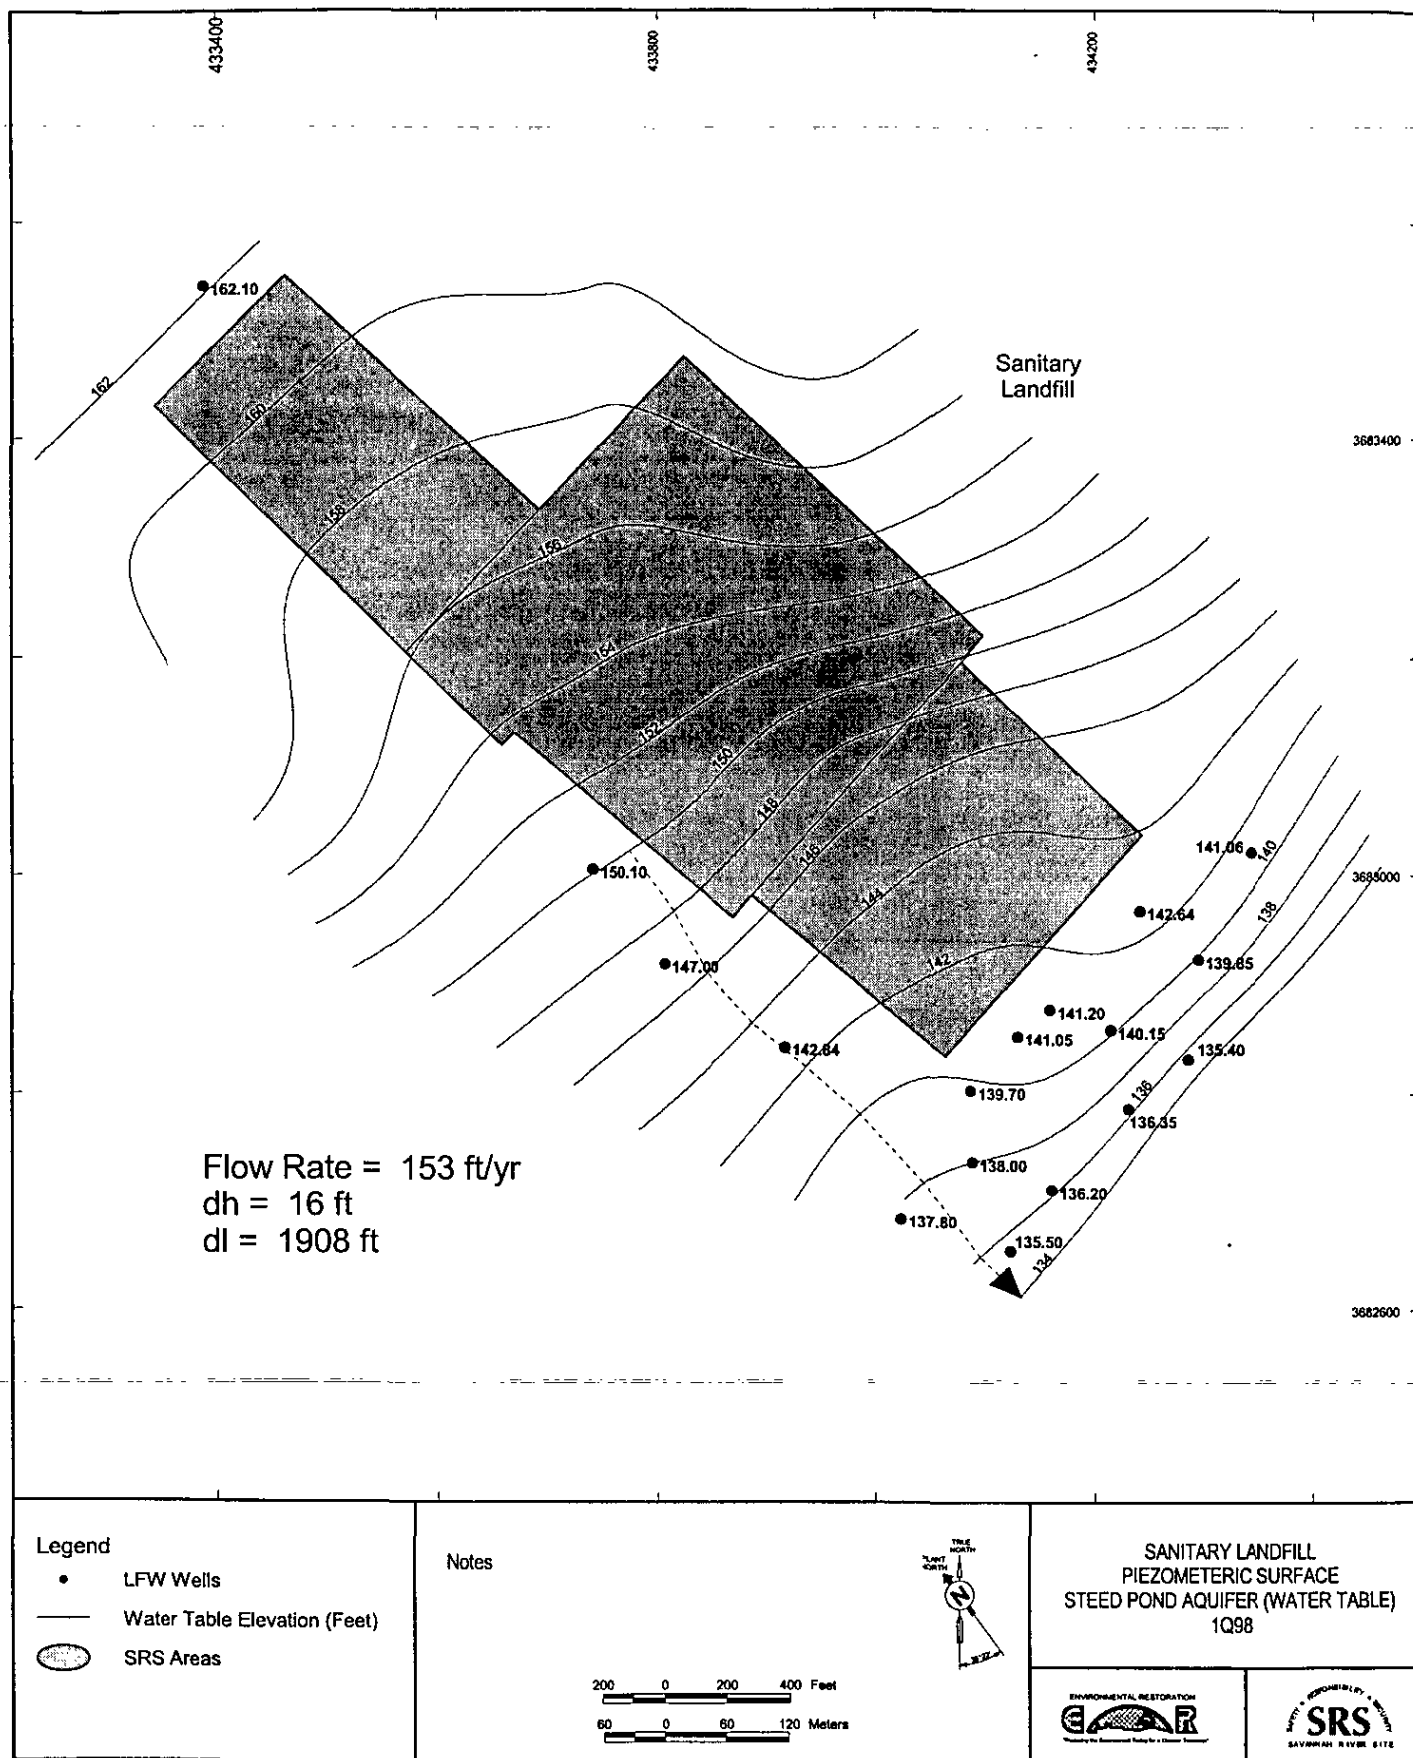 433400
433800
434200
162.10
Sanitary
Landfill
162
160
3683400
158
156
154
152
150
148
146
141.06
140
150.10
144
3683000
142.64
138
147.00
142
139.85
141.20
142.84
141.05
140.15
135.40
139.70
136
136.35
Flow Rate = 153 ft/yr
138.00
dh = 16 ft
136.20
137.80
dl = 1908 ft
135.50
134
3682600
Legend
LFW Wells
Water Table Elevation (Feet)
SRS Areas
Notes
TRUE
NORTH
NORTH
N
200 0 200 400 Feet
60 0 60 120 Meters
SANITARY LANDFILL
PIEZOMETERIC SURFACE
STEED POND AQUIFER (WATER TABLE)
1Q98
ENVIRONMENTAL RESTORATION
SAFETY RESPONSIBILITY SECURITY
SRS
SAVANNAH RIVER SITE